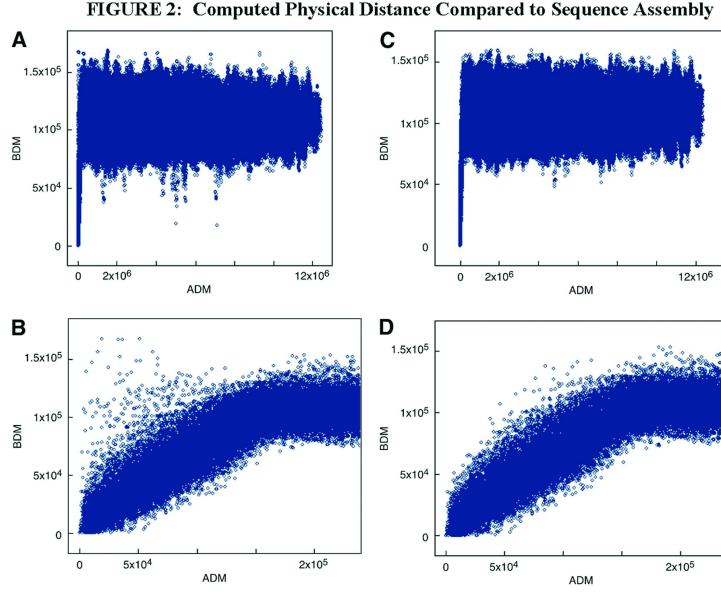 FIGURE 2: Computed Physical Distance Compared to Sequence Assembly
A
1.5x10⁵
1x10⁵
5x10⁴
0
BDM
0 2x10⁶ 12x10⁶
ADM
C
1.5x10⁵
1x10⁵
5x10⁴
0
BDM
0 2x10⁶ 12x10⁶
ADM
B
1.5x10⁵
1x10⁵
5x10⁴
0
BDM
0 5x10⁴ 2x10⁵
ADM
D
1.5x10⁵
1x10⁵
5x10⁴
0
BDM
0 5x10⁴ 2x10⁵
ADM